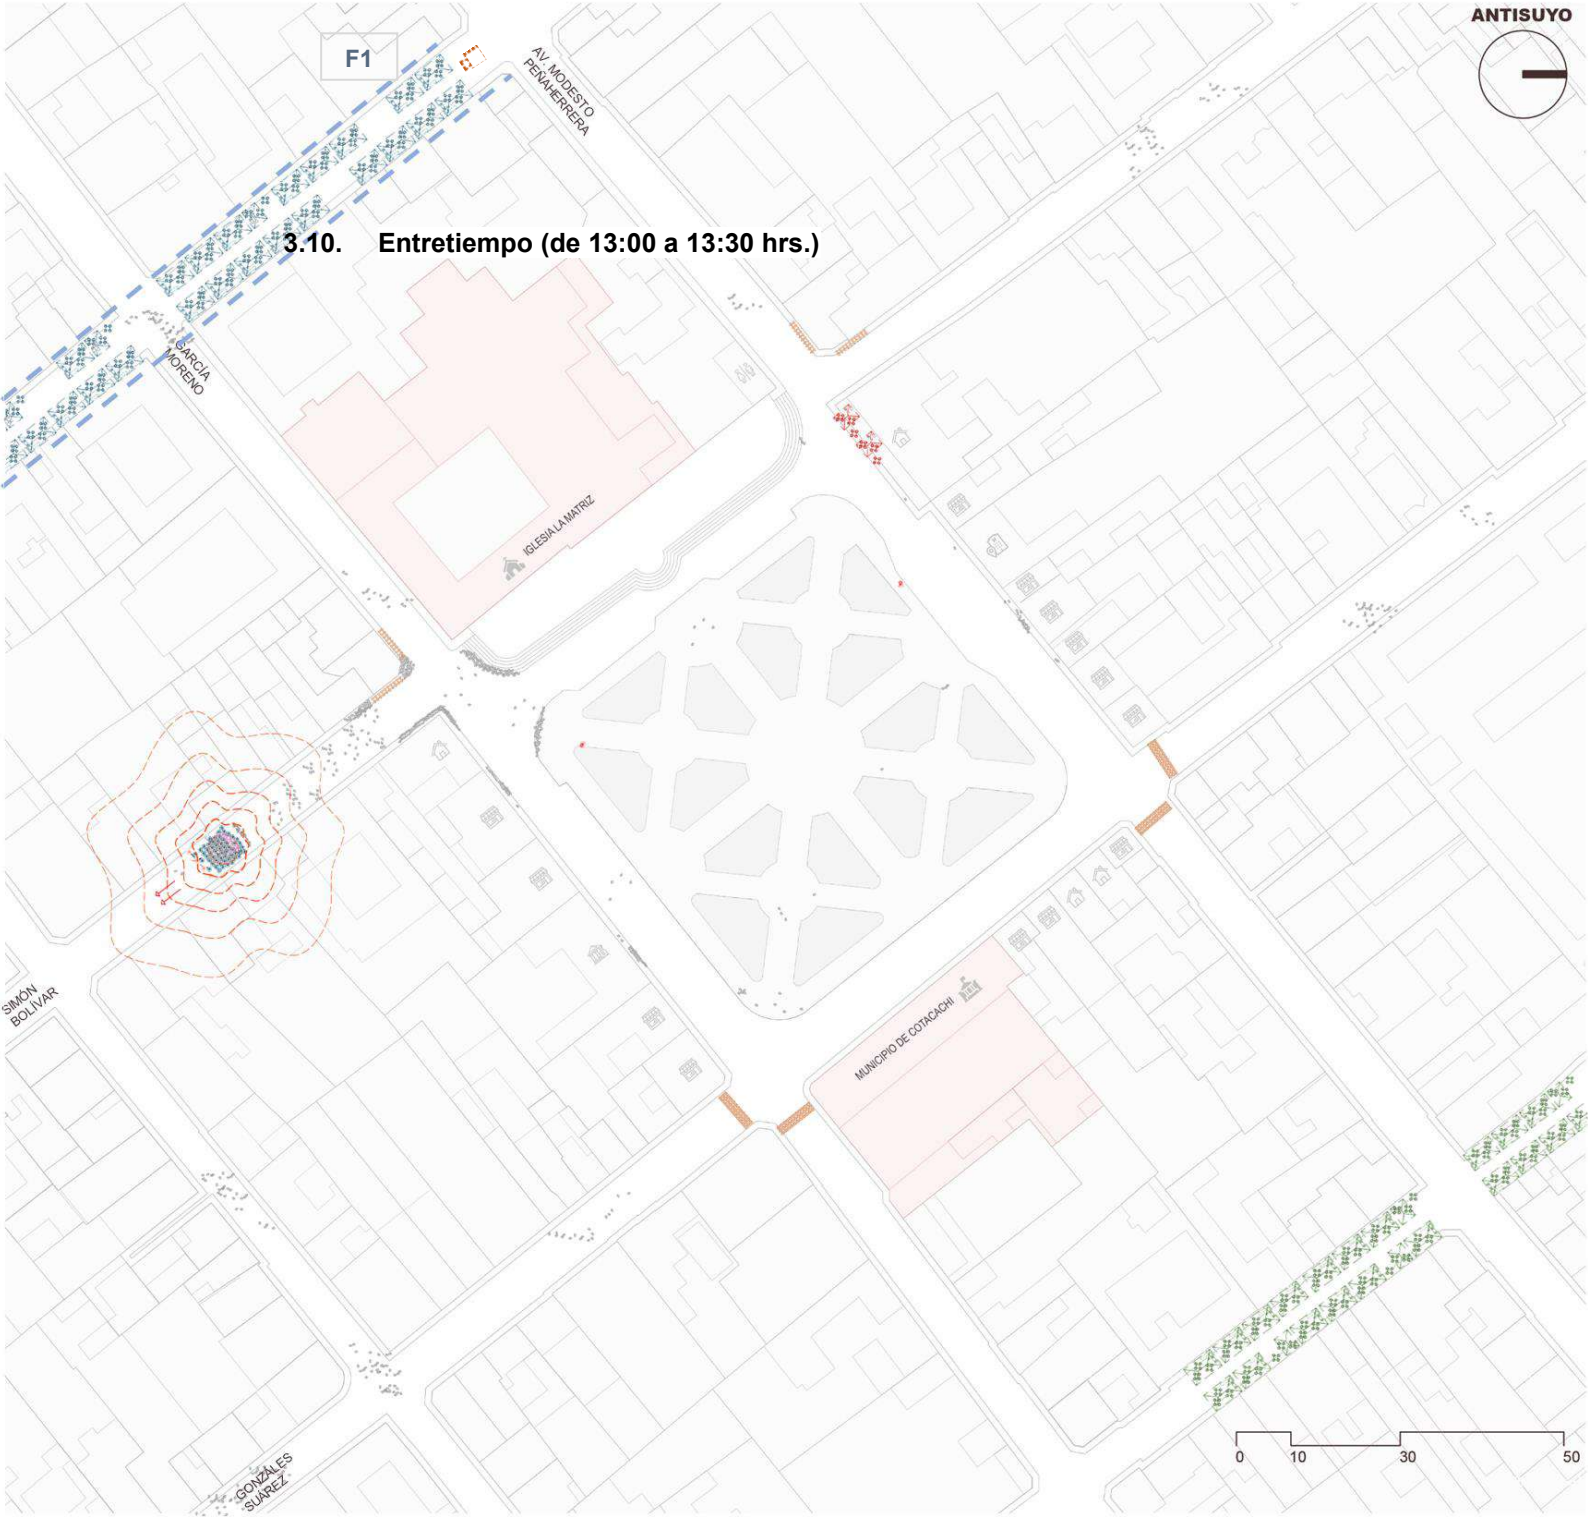 ANTISUYO
F1
AV. MODESTO
PEÑAHERRERA
3.10. Entretiempo (de 13:00 a 13:30 hrs.)
GARCÍA
MORENO
IGLESIA LA MATRIZ
SIMÓN
BOLÍVAR
MUNICIPIO DE COTACACHI
GONZÁLES
SUÁREZ
0 10 30 50